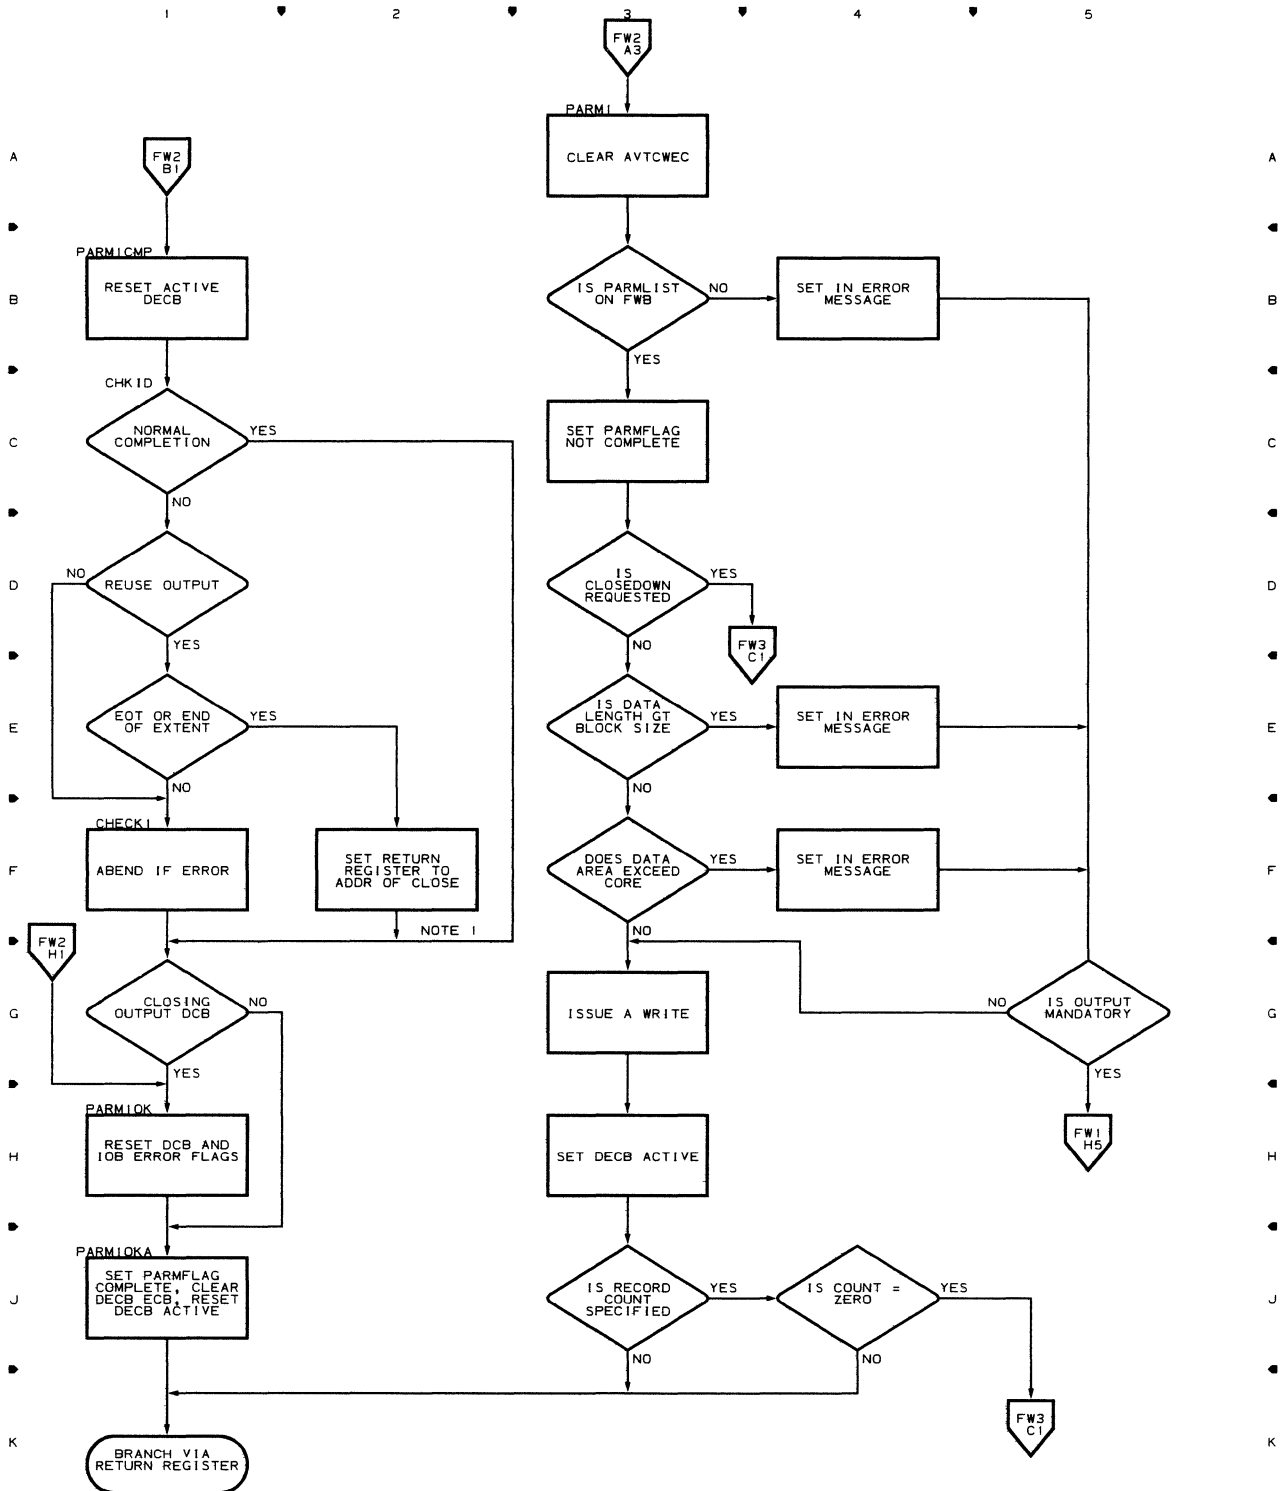 1 2 3 4 5
FW2
A3
PARM1
CLEAR AVTCWEC
A
FW2
B1
A
PARM1CMP
B
RESET ACTIVE
DECB
IS PARMLIST
ON FWB
NO
SET IN ERROR
MESSAGE
B
YES
CHKID
C
NORMAL
COMPLETION
YES
SET PARMFLAG
NOT COMPLETE
C
NO
D
NO
REUSE OUTPUT
IS
CLOSEDOWN
REQUESTED
YES
D
YES
NO
FW3
C1
E
EOT OR END
OF EXTENT
YES
IS DATA
LENGTH GT
BLOCK SIZE
YES
SET IN ERROR
MESSAGE
E
NO
NO
CHECK1
F
ABEND IF ERROR
SET RETURN
REGISTER TO
ADDR OF CLOSE
DOES DATA
AREA EXCEED
CORE
YES
SET IN ERROR
MESSAGE
F
NOTE 1
NO
FW2
H1
G
CLOSING
OUTPUT DCB
NO
ISSUE A WRITE
NO
IS OUTPUT
MANDATORY
G
YES
YES
PARM1OK
H
RESET DCB AND
IOB ERROR FLAGS
SET DECB ACTIVE
FW1
H5
H
PARM1OKA
J
SET PARMFLAG
COMPLETE, CLEAR
DECB ECB, RESET
DECB ACTIVE
IS RECORD
COUNT
SPECIFIED
YES
IS COUNT =
ZERO
YES
J
NO
NO
FW3
C1
K
BRANCH VIA
RETURN REGISTER
K